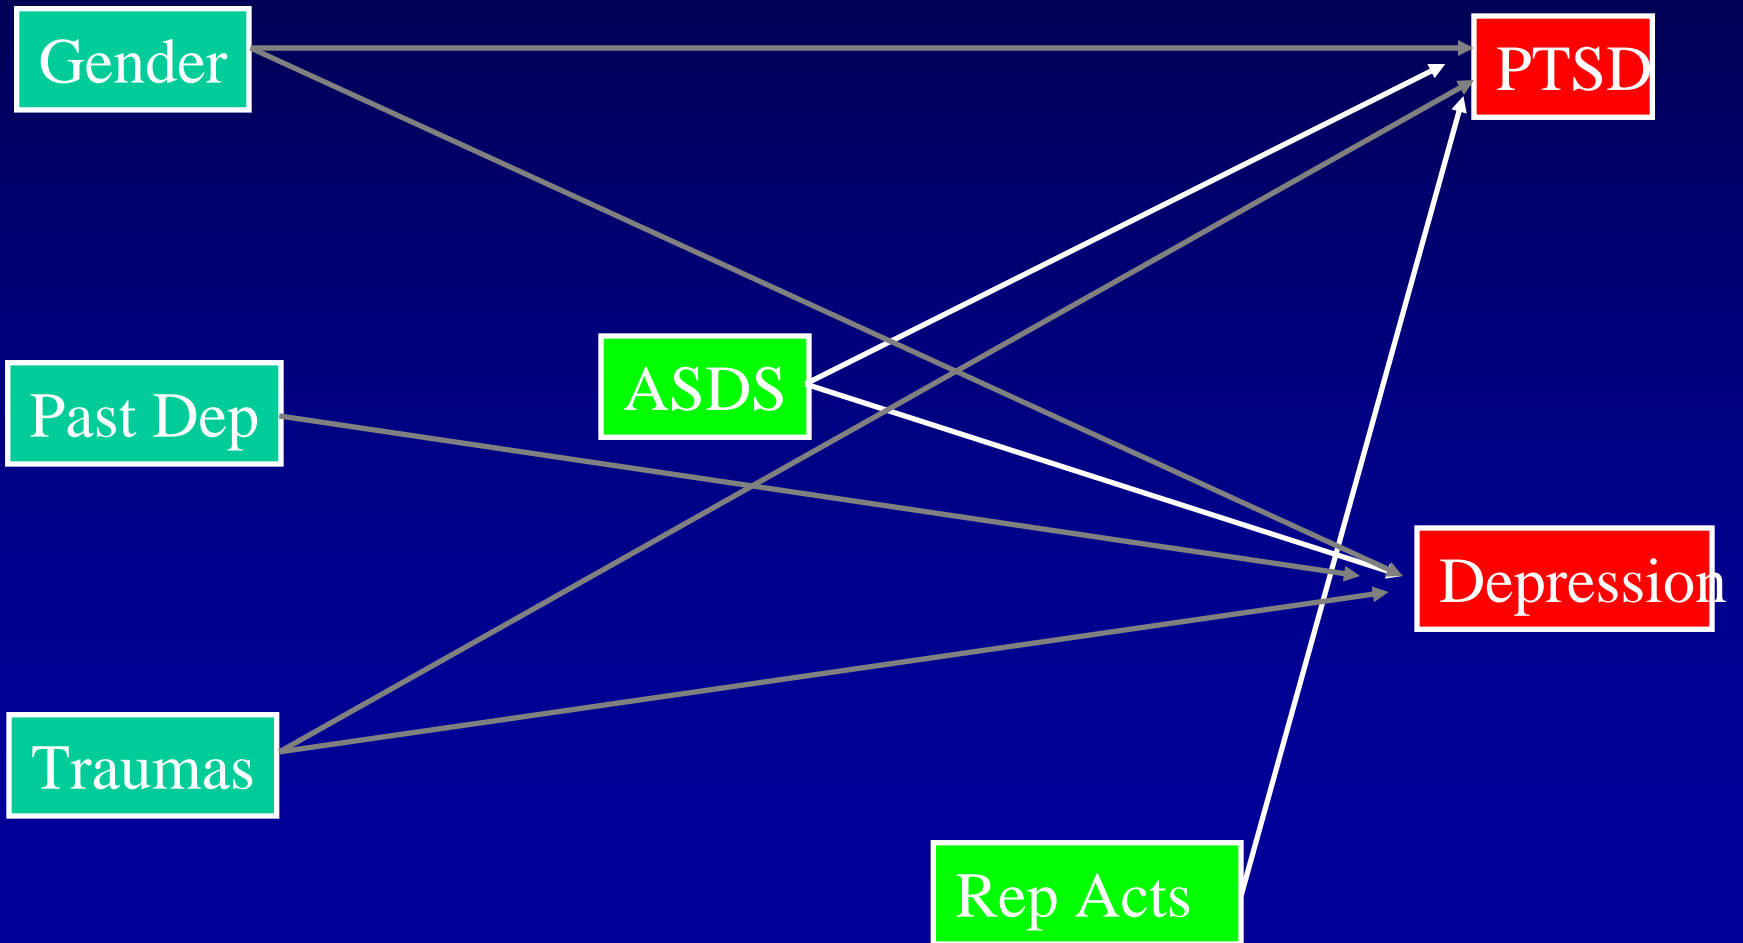 Gender
PTSD
ASDS
Past Dep
Depression
Traumas
Rep Acts